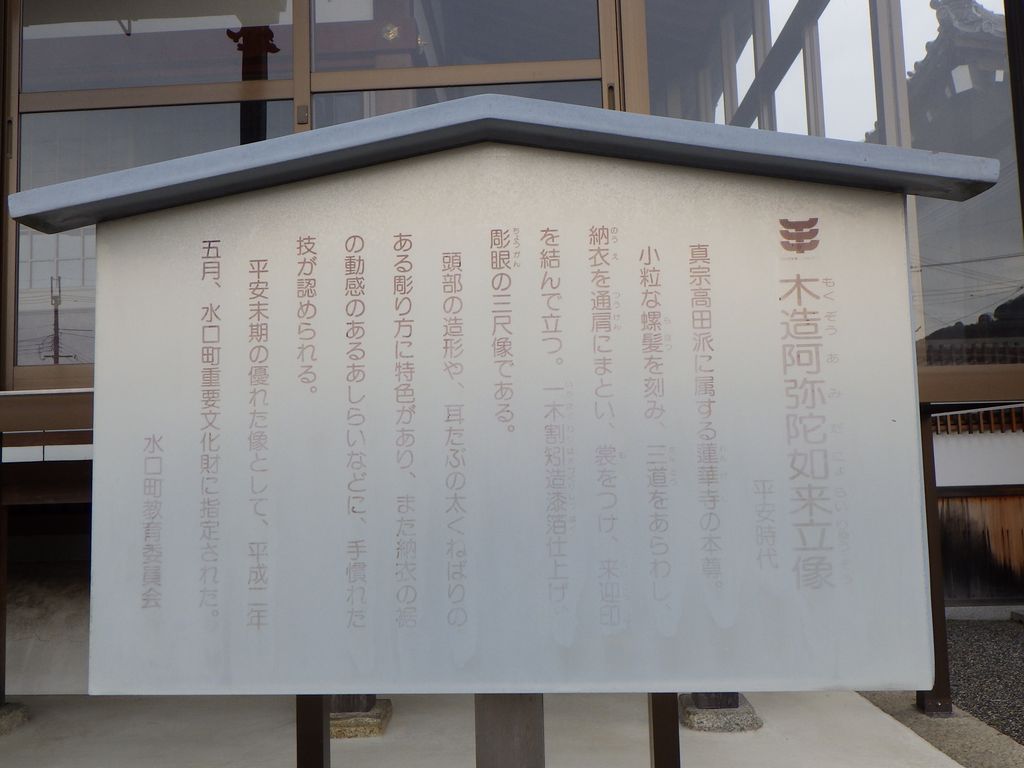 木造阿弥陀如来立像
平安時代
真宗高田派に属する蓮華寺の本尊。
小粒な螺髪を刻み、三道をあらわし、
納衣を通肩にまとい、裳をつけ、来迎印
を結んで立つ。一木割矧造漆箔仕上げ、
彫眼の三尺像である。
頭部の造形や、耳たぶの太くねばりの
ある彫り方に特色があり、また納衣の裾
の動感のあるあしらいなどに、手慣れた
技が認められる。
平安末期の優れた像として、平成二年
五月、水口町重要文化財に指定された。
水口町教育委員会